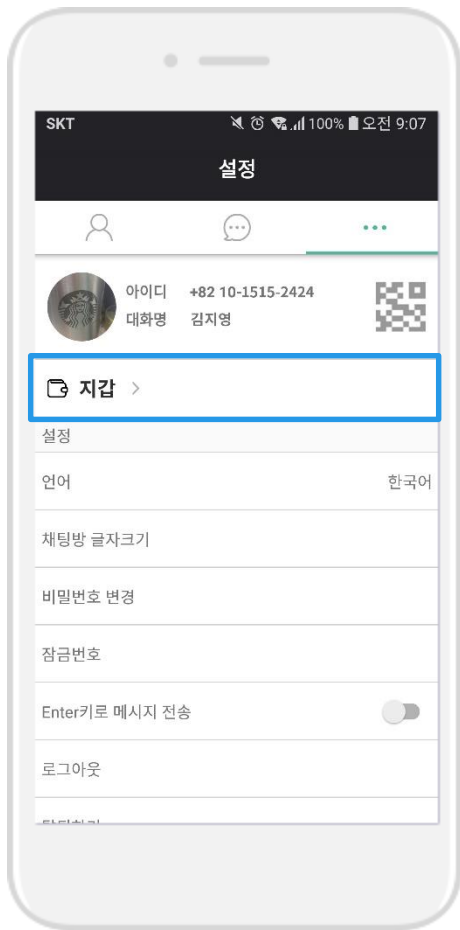 SKT 100% 오전 9:07
설정
아이디 +82 10-1515-2424
대화명 김지영
지갑 >
설정
언어 한국어
채팅방 글자크기
비밀번호 변경
잠금번호
Enter키로 메시지 전송
로그아웃